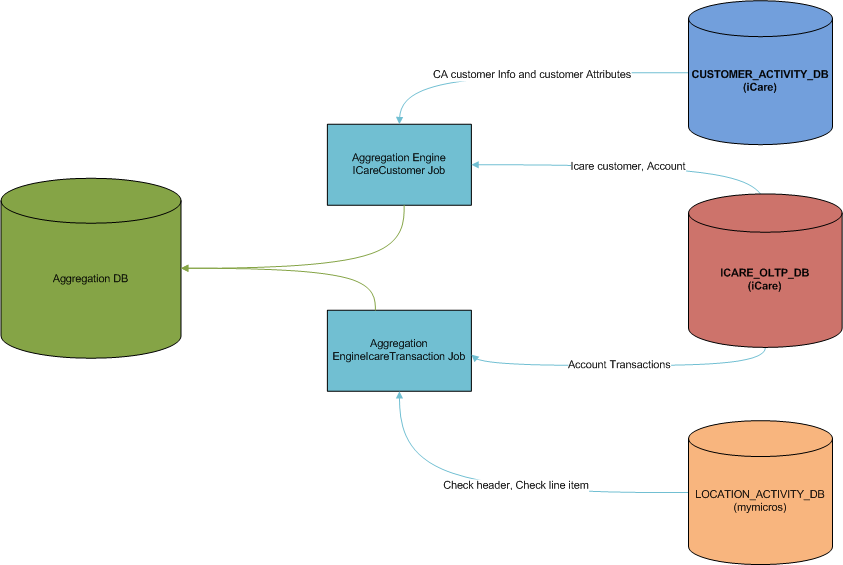 CA customer Info and customer Attributes
CUSTOMER_ACTIVITY_DB
(iCare)
Aggregation Engine
ICareCustomer Job
Icare customer, Account
Aggregation DB
ICARE_OLTP_DB
(iCare)
Aggregation
EngineIcareTransaction Job
Account Transactions
Check header, Check line item
LOCATION_ACTIVITY_DB
(mymicros)